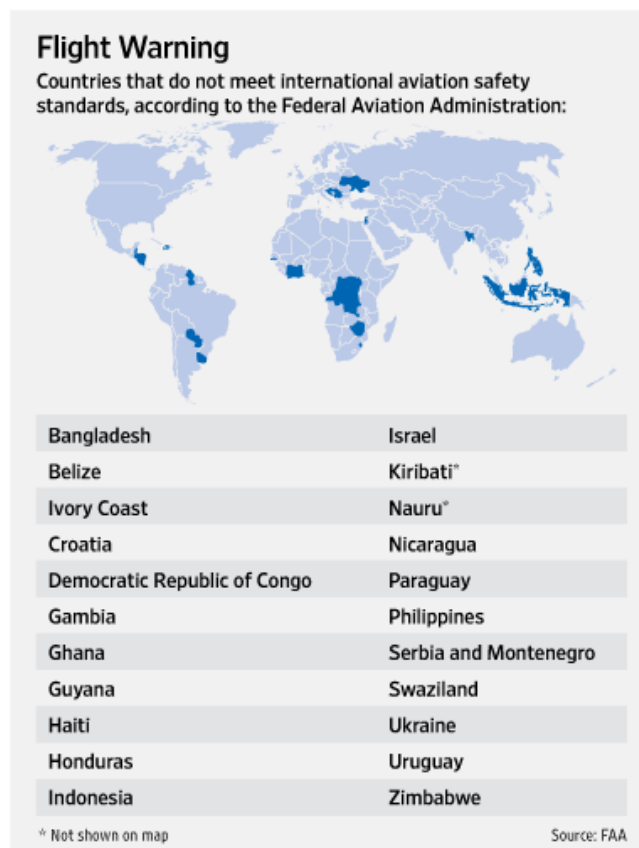 Flight Warning
Countries that do not meet international aviation safety
standards, according to the Federal Aviation Administration:
Bangladesh
Belize
Ivory Coast
Croatia
Democratic Republic of Congo
Gambia
Ghana
Guyana
Haiti
Honduras
Indonesia
Israel
Kiribati*
Nauru*
Nicaragua
Paraguay
Philippines
Serbia and Montenegro
Swaziland
Ukraine
Uruguay
Zimbabwe
* Not shown on map
Source: FAA